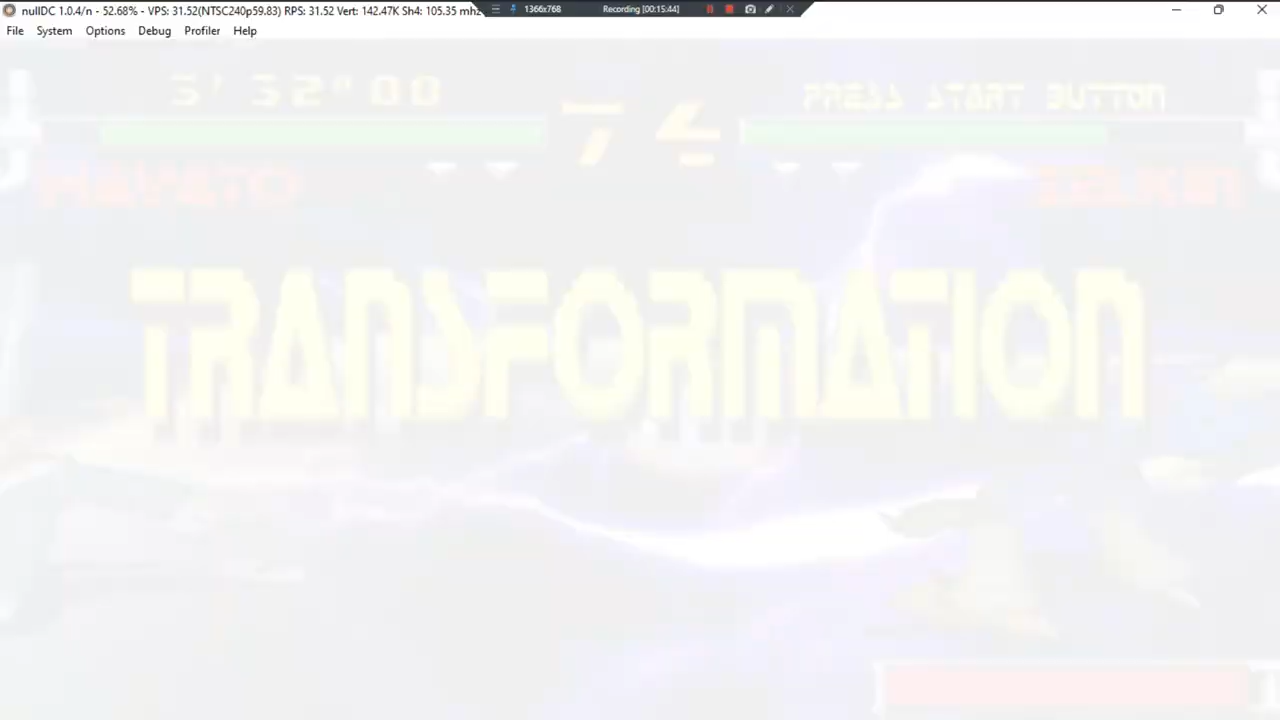 nullDC 1.0.4/n - 52.68% - VPS: 31.52(NTSC240p59.83) RPS: 31.52 Vert: 142.47K Sh4: 105.35 mhz
1366x768
Recording [00:15:44]
File System Options Debug Profiler Help
3'32"00
74
PRESS START BUTTON
HAYATO
ZALKIN
TRANSFORMATION